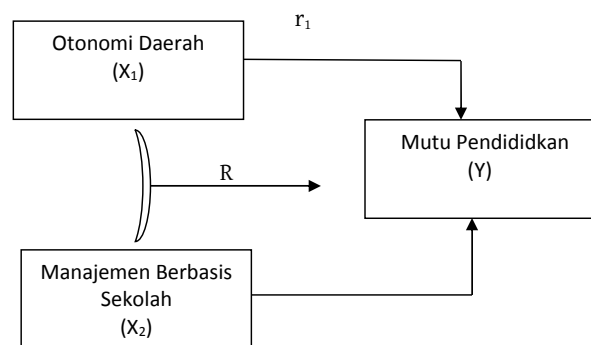 r₁
Otonomi Daerah
(X₁)
Mutu Pendididkan
(Y)
R
Manajemen Berbasis
Sekolah
(X₂)